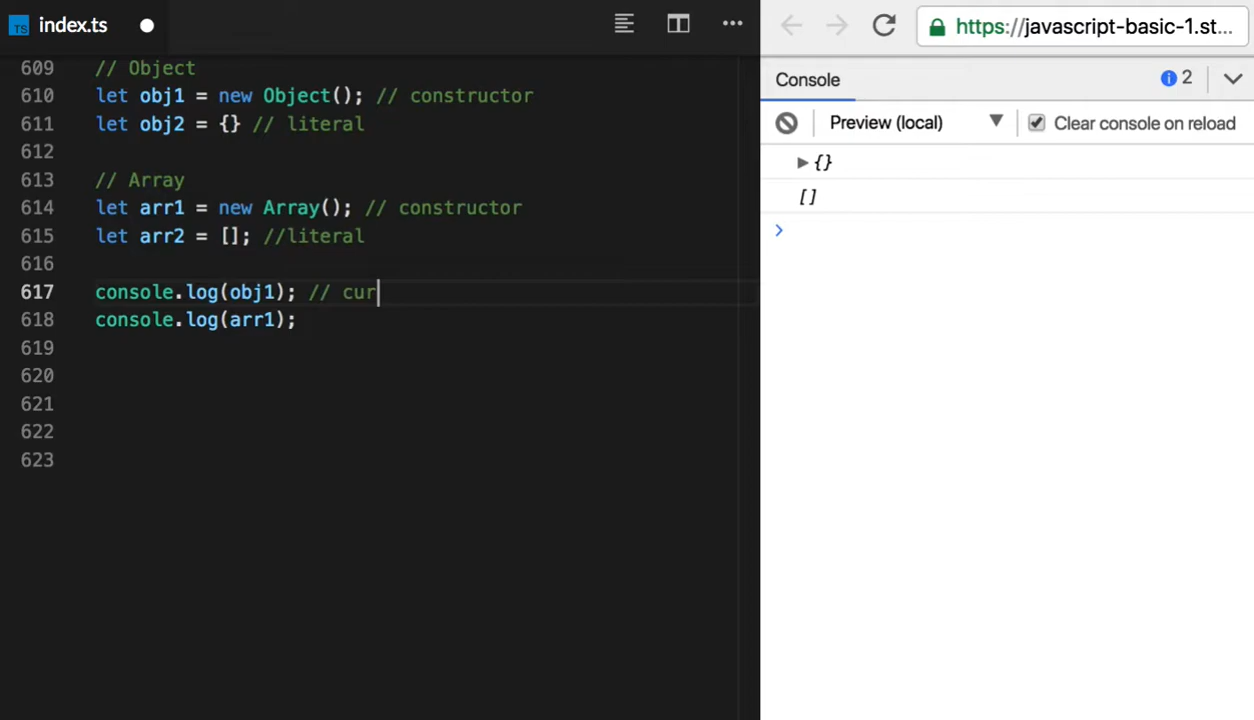 index.ts
https://javascript-basic-1.st...
Console
2
Preview (local)
Clear console on reload
{}
[]
609 // Object
610 let obj1 = new Object(); // constructor
611 let obj2 = {} // literal
612
613 // Array
614 let arr1 = new Array(); // constructor
615 let arr2 = []; //literal
616
617 console.log(obj1); // cur
618 console.log(arr1);
619
620
621
622
623